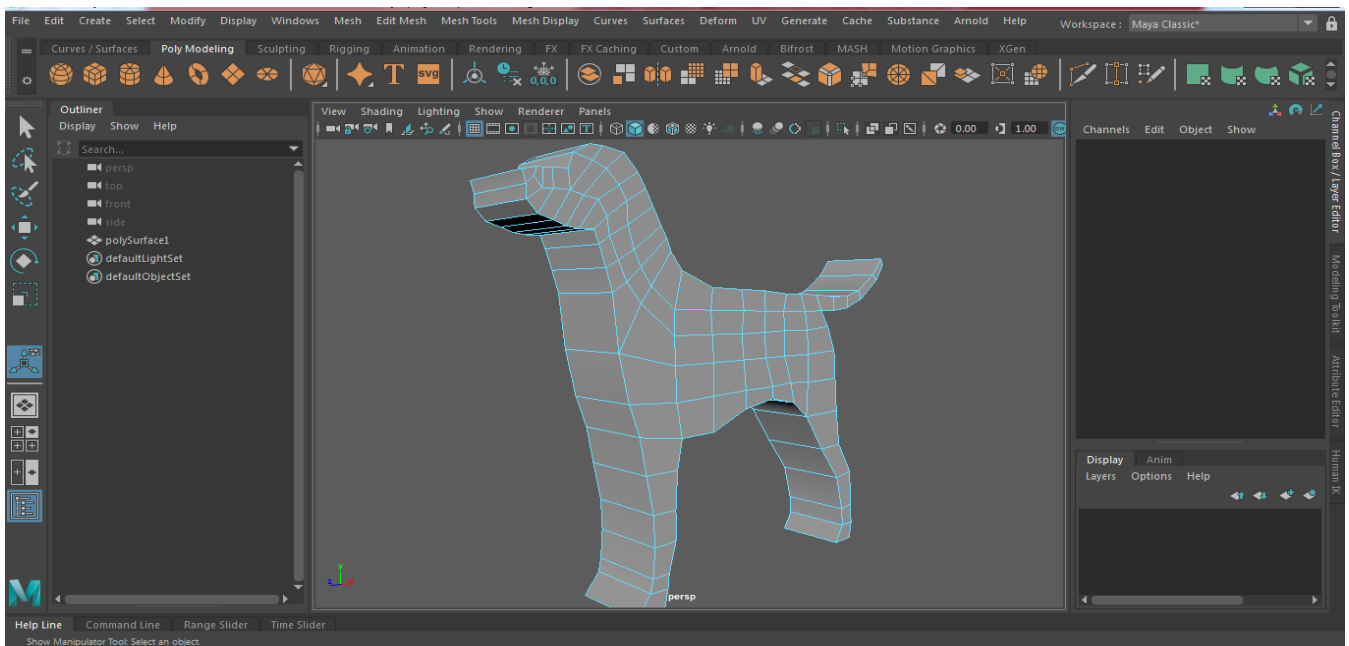 File Edit Create Select Modify Display Windows Mesh Edit Mesh Mesh Tools Mesh Display Curves Surfaces Deform UV Generate Cache Substance Arnold Help Workspace : Maya Classic*
Curves / Surfaces Poly Modeling Sculpting Rigging Animation Rendering FX FX Caching Custom Arnold Bifrost MASH Motion Graphics XGen
T svg 0,0,0
Outliner
Display Show Help
Search...
persp
top
front
side
polySurface1
defaultLightSet
defaultObjectSet
View Shading Lighting Show Renderer Panels
0.00 1.00
y
z x
persp
Channels Edit Object Show
Channel Box / Layer Editor
Modeling Toolkit
Attribute Editor
Human IK
Display Anim
Layers Options Help
Help Line Command Line Range Slider Time Slider
Show Manipulator Tool: Select an object.